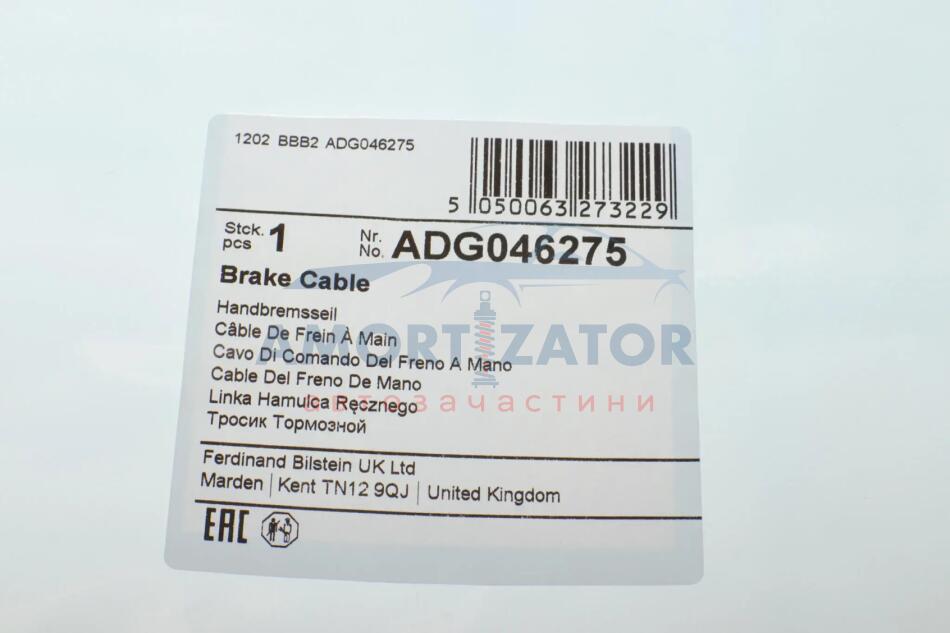 1202 BBB2 ADG046275
5 050063 273229
Stck. pcs 1
Nr. No. ADG046275
Brake Cable
Handbremsseil
Câble De Frein À Main
Cavo Di Comando Del Freno A Mano
Cable Del Freno De Mano
Linka Hamulca Ręcznego
Тросик Тормозной
Ferdinand Bilstein UK Ltd
Marden | Kent TN12 9QJ | United Kingdom
EAC
AMORTIZATOR
автозачастини